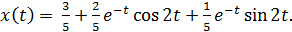 x(t) = 3/5 + 2/5 e^{-t} cos 2t + 1/5 e^{-t} sin 2t.